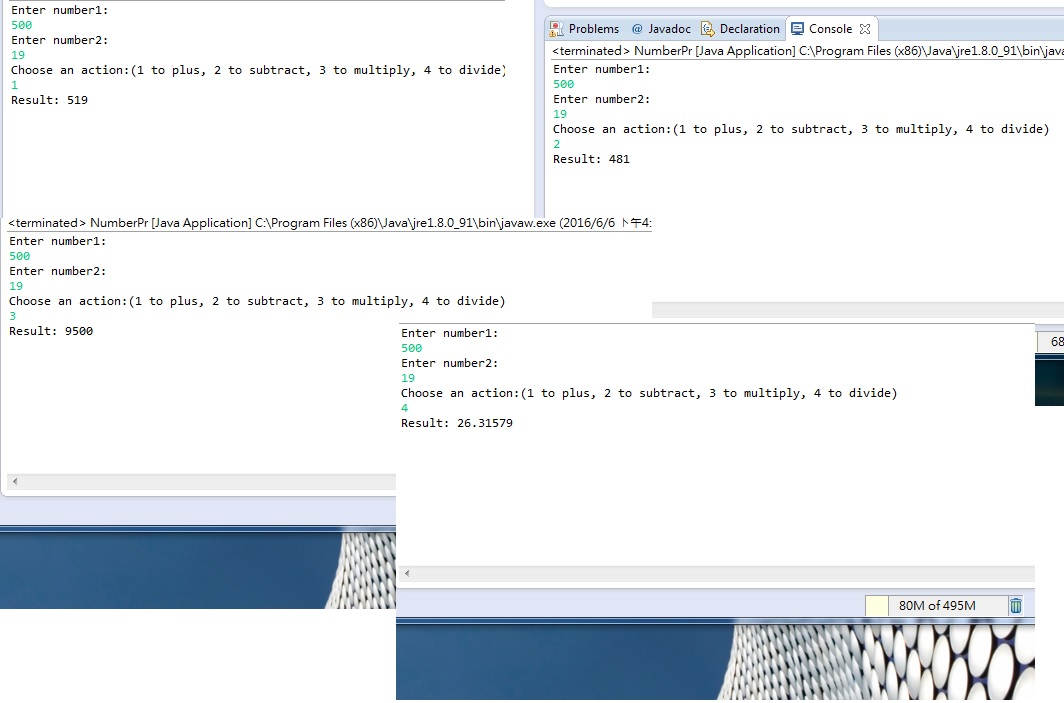 Enter number1:
500
Enter number2:
19
Choose an action:(1 to plus, 2 to subtract, 3 to multiply, 4 to divide)
1
Result: 519
Problems @ Javadoc Declaration Console
<terminated> NumberPr [Java Application] C:\Program Files (x86)\Java\jre1.8.0_91\bin\java
Enter number1:
500
Enter number2:
19
Choose an action:(1 to plus, 2 to subtract, 3 to multiply, 4 to divide)
2
Result: 481
<terminated> NumberPr [Java Application] C:\Program Files (x86)\Java\jre1.8.0_91\bin\javaw.exe (2016/6/6 下午4:
Enter number1:
500
Enter number2:
19
Choose an action:(1 to plus, 2 to subtract, 3 to multiply, 4 to divide)
3
Result: 9500
Enter number1:
500
Enter number2:
19
Choose an action:(1 to plus, 2 to subtract, 3 to multiply, 4 to divide)
4
Result: 26.31579
68
80M of 495M